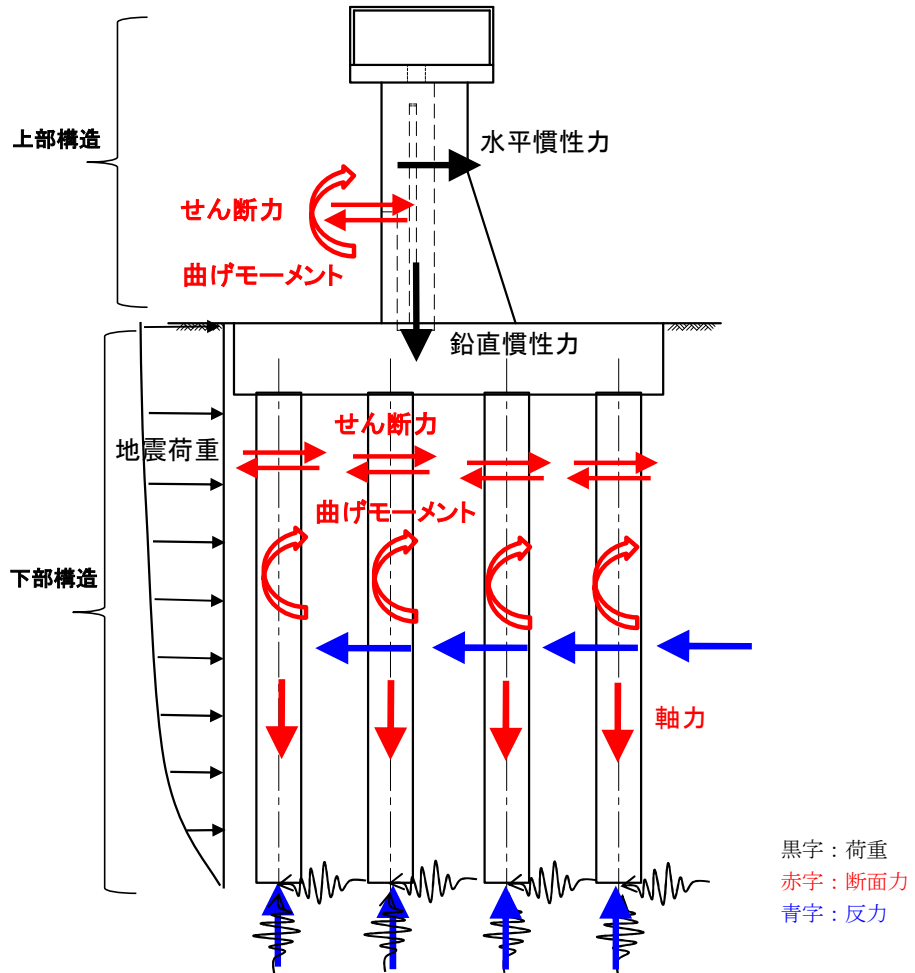 上部構造
水平慣性力
せん断力
曲げモーメント
鉛直慣性力
せん断力
地震荷重
曲げモーメント
下部構造
軸力
黒字：荷重
赤字：断面力
青字：反力